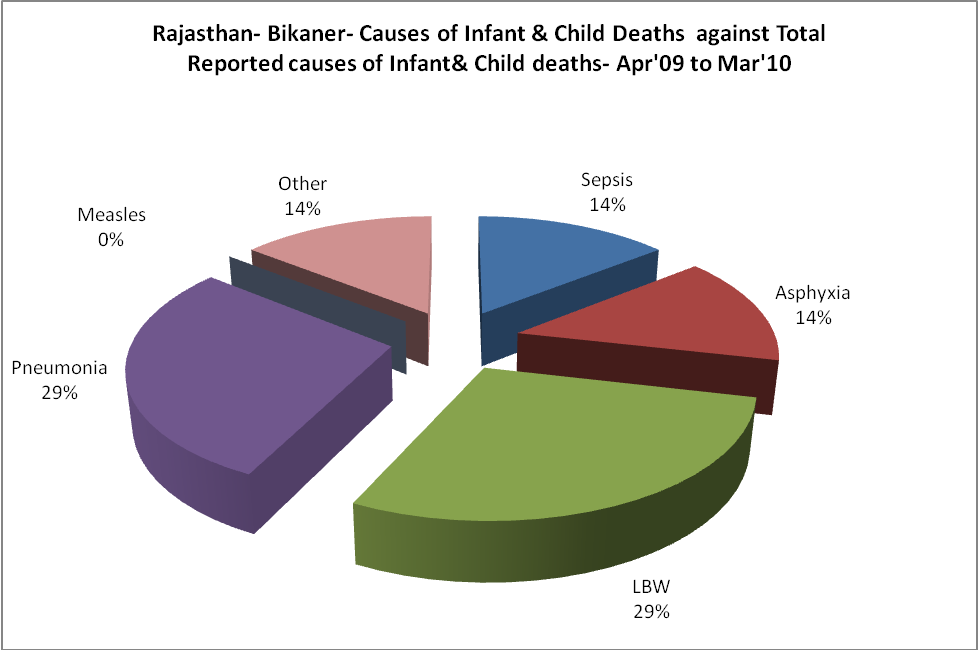 Rajasthan- Bikaner- Causes of Infant & Child Deaths  against Total
Reported causes of Infant& Child deaths- Apr'09 to Mar'10
Sepsis
14%
Asphyxia
14%
LBW
29%
Pneumonia
29%
Measles
0%
Other
14%